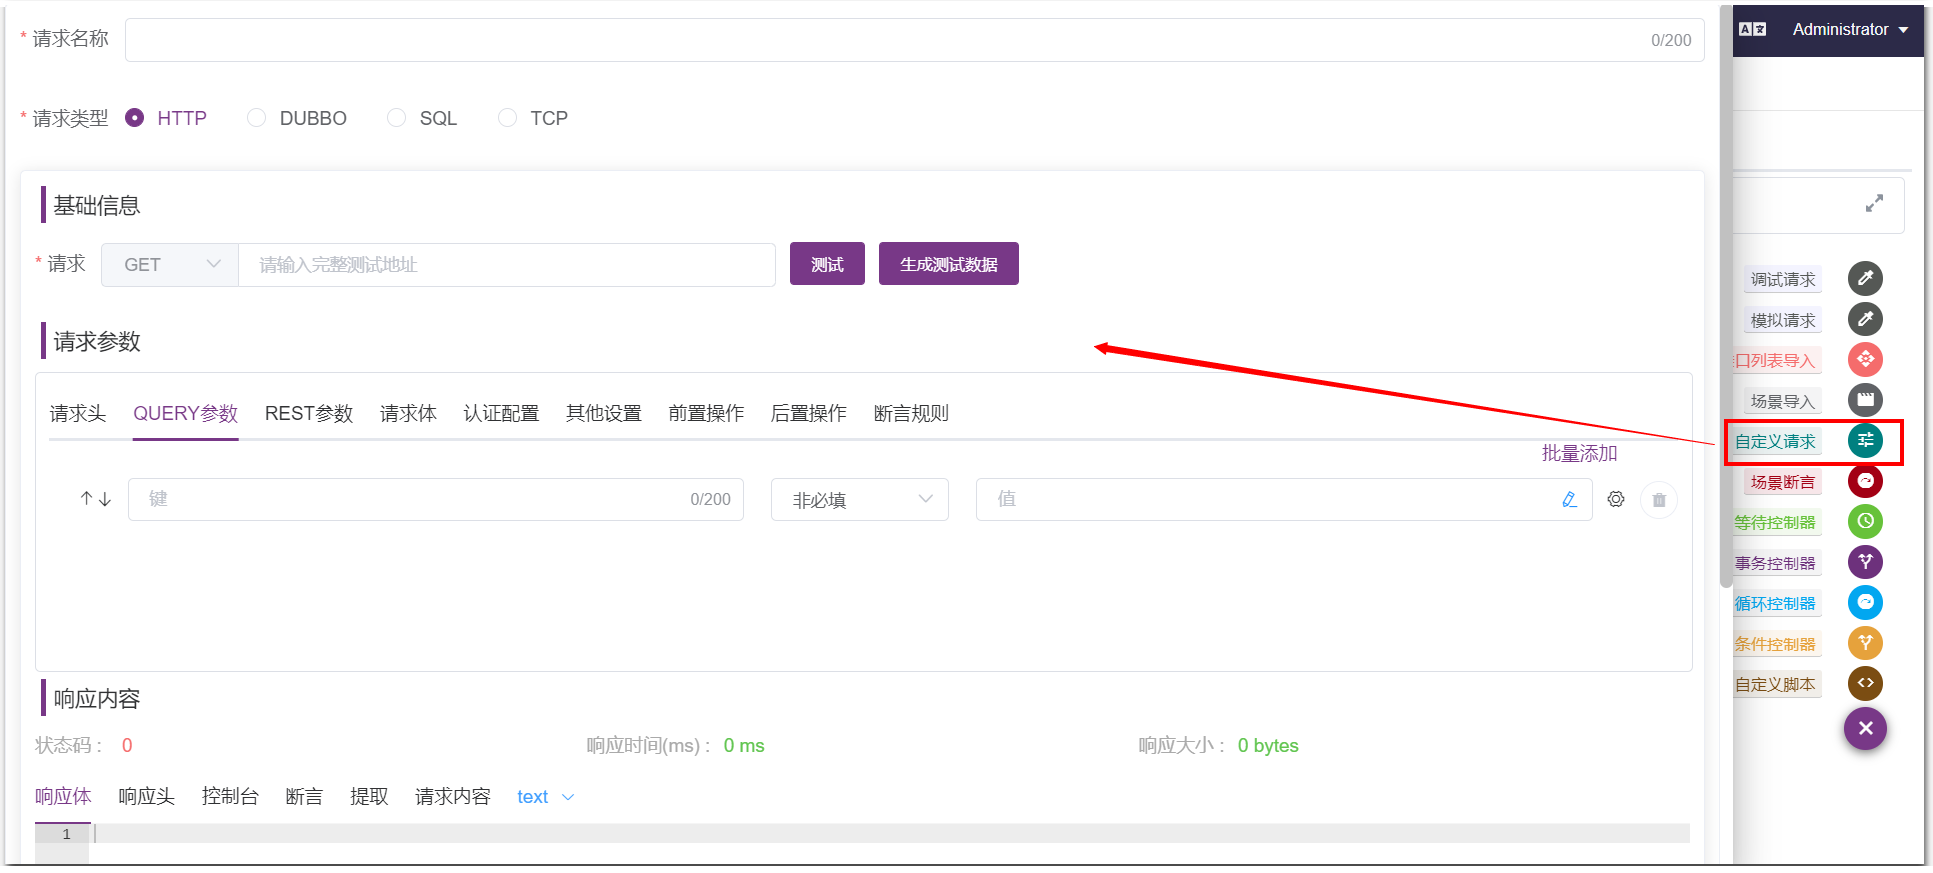 * 请求名称
0/200
Administrator
* 请求类型 HTTP DUBBO SQL TCP
基础信息
* 请求 GET 请输入完整测试地址 测试 生成测试数据
请求参数
请求头 QUERY参数 REST参数 请求体 认证配置 其他设置 前置操作 后置操作 断言规则
批量添加
键 0/200 非必填 值
响应内容
状态码： 0 响应时间(ms)： 0 ms 响应大小： 0 bytes
响应体 响应头 控制台 断言 提取 请求内容 text
1
调试请求
模拟请求
口列表导入
场景导入
自定义请求
场景断言
等待控制器
事务控制器
循环控制器
条件控制器
自定义脚本